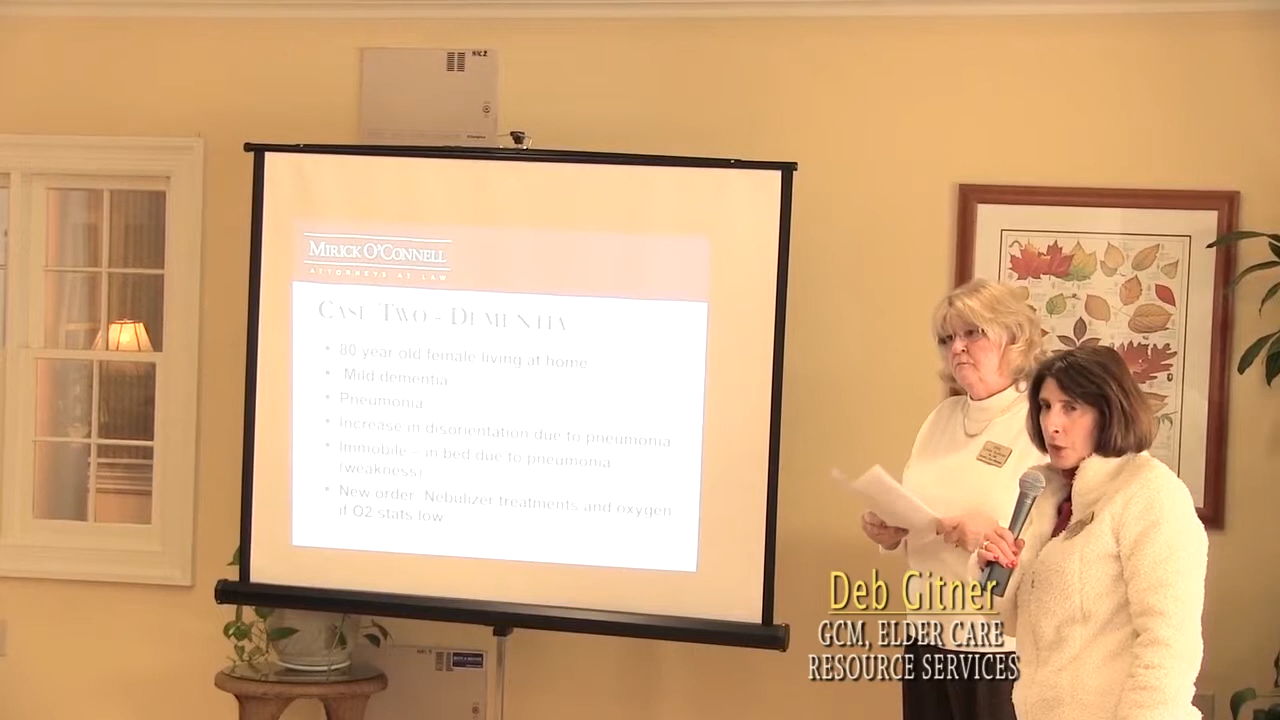 MIRICK O'CONNELL
ATTORNEYS AT LAW
CASE TWO - DEMENTIA
• 80 year old female living at home
• Mild dementia
• Pneumonia
• Increase in disorientation due to pneumonia
• Immobile – in bed due to pneumonia
(weakness)
• New order: Nebulizer treatments and oxygen
if O2 stats low
Deb Gitner
GCM, ELDER CARE
RESOURCE SERVICES